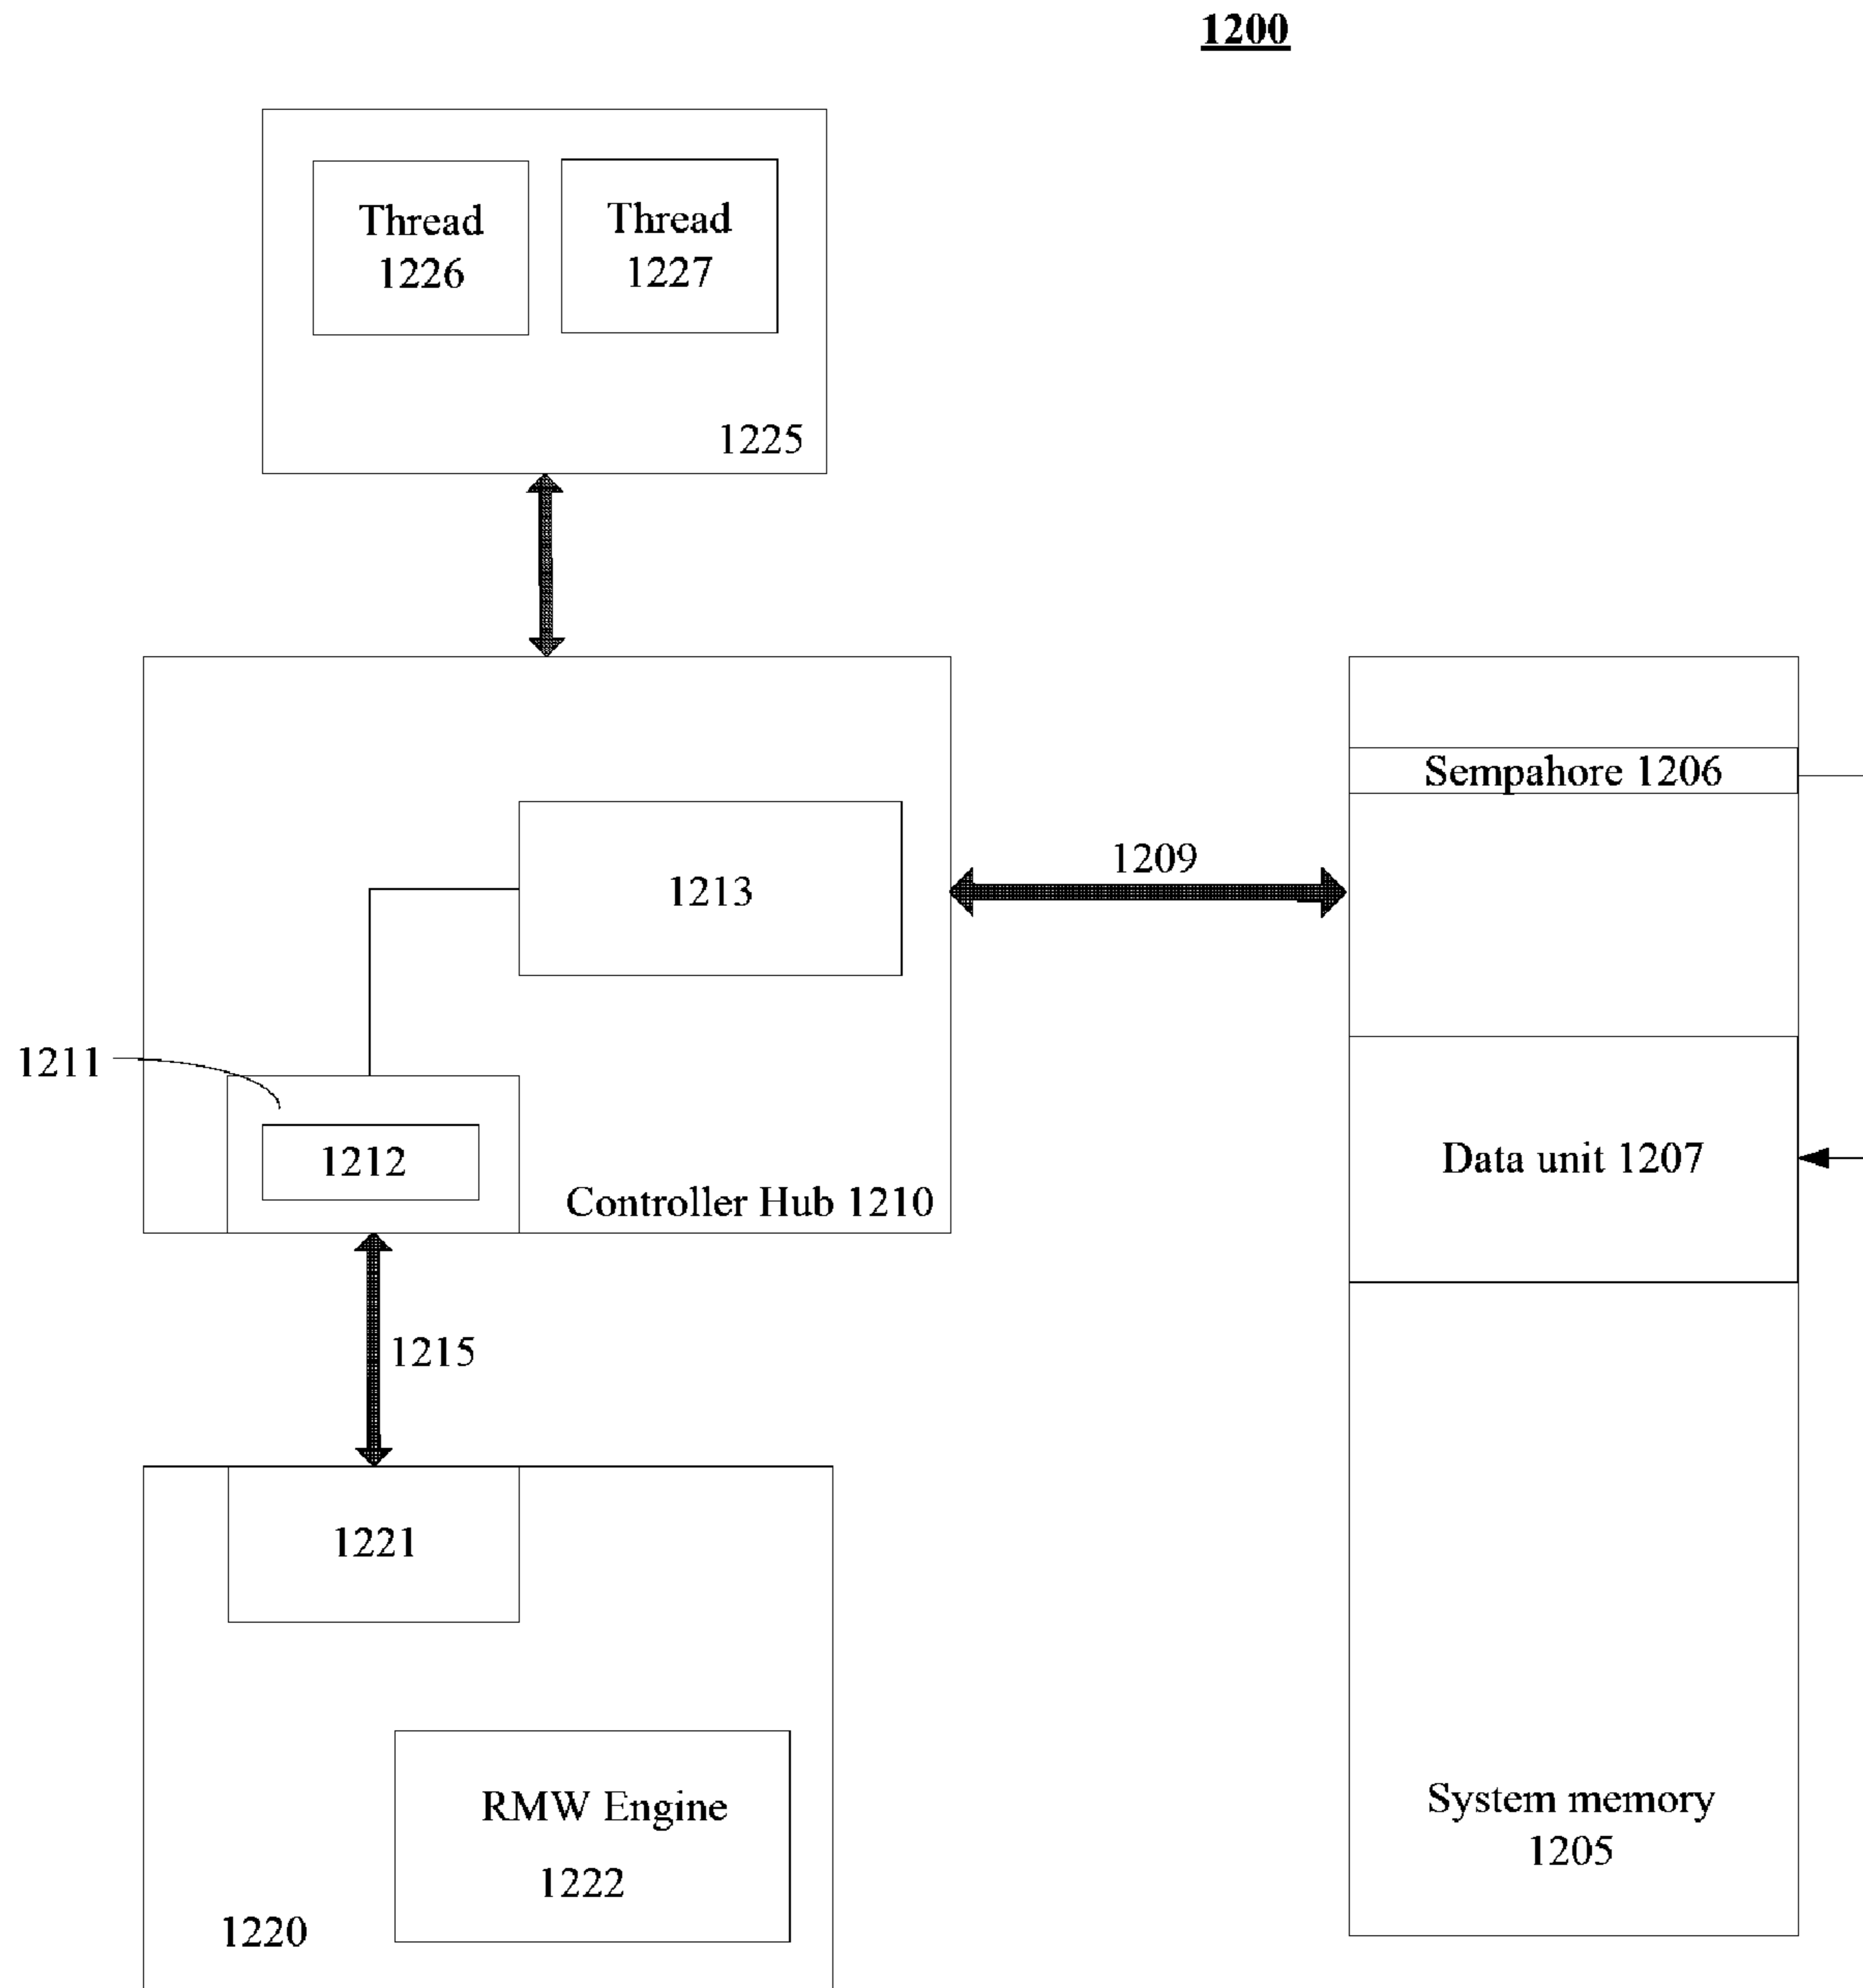 1200
Thread
1226
Thread
1227
1225
Sempahore 1206
1209
1213
1211
1212
Controller Hub 1210
Data unit 1207
1215
1221
RMW Engine
1222
1220
System memory
1205